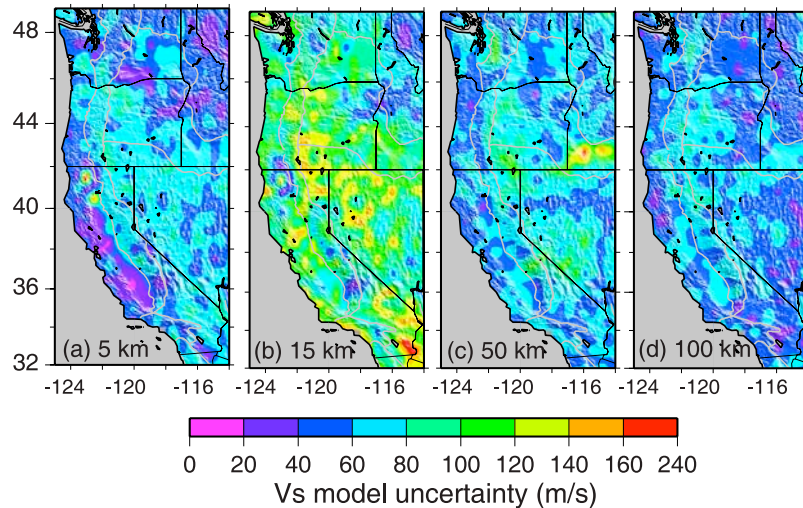 48
44
40
36
32
(a) 5 km
(b) 15 km
(c) 50 km
(d) 100 km
-124 -120 -116 -124 -120 -116 -124 -120 -116 -124 -120 -116
0 20 40 60 80 100 120 140 160 240
Vs model uncertainty (m/s)